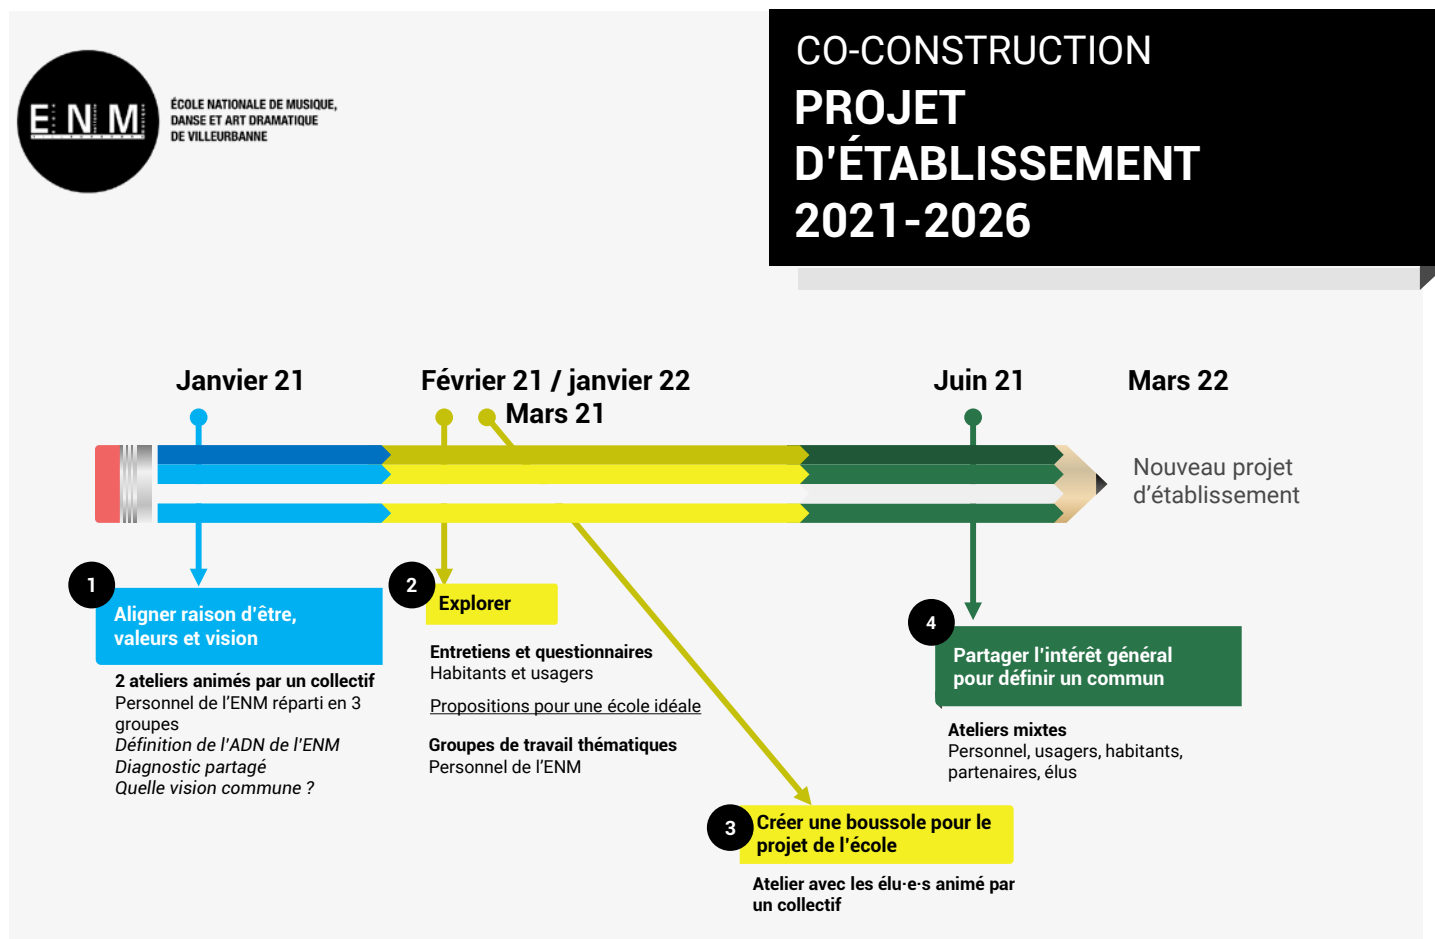 ENM
ÉCOLE NATIONALE DE MUSIQUE,
DANSE ET ART DRAMATIQUE
DE VILLEURBANNE
CO-CONSTRUCTION
PROJET
D'ÉTABLISSEMENT
2021-2026
Janvier 21
Février 21 / janvier 22
Mars 21
Juin 21
Mars 22
Nouveau projet
d'établissement
1
Aligner raison d'être,
valeurs et vision
2 ateliers animés par un collectif
Personnel de l'ENM réparti en 3
groupes
Définition de l'ADN de l'ENM
Diagnostic partagé
Quelle vision commune ?
2
Explorer
Entretiens et questionnaires
Habitants et usagers
Propositions pour une école idéale
Groupes de travail thématiques
Personnel de l'ENM
3
Créer une boussole pour le
projet de l'école
Atelier avec les élu·e·s animé par
un collectif
4
Partager l'intérêt général
pour définir un commun
Ateliers mixtes
Personnel, usagers, habitants,
partenaires, élus